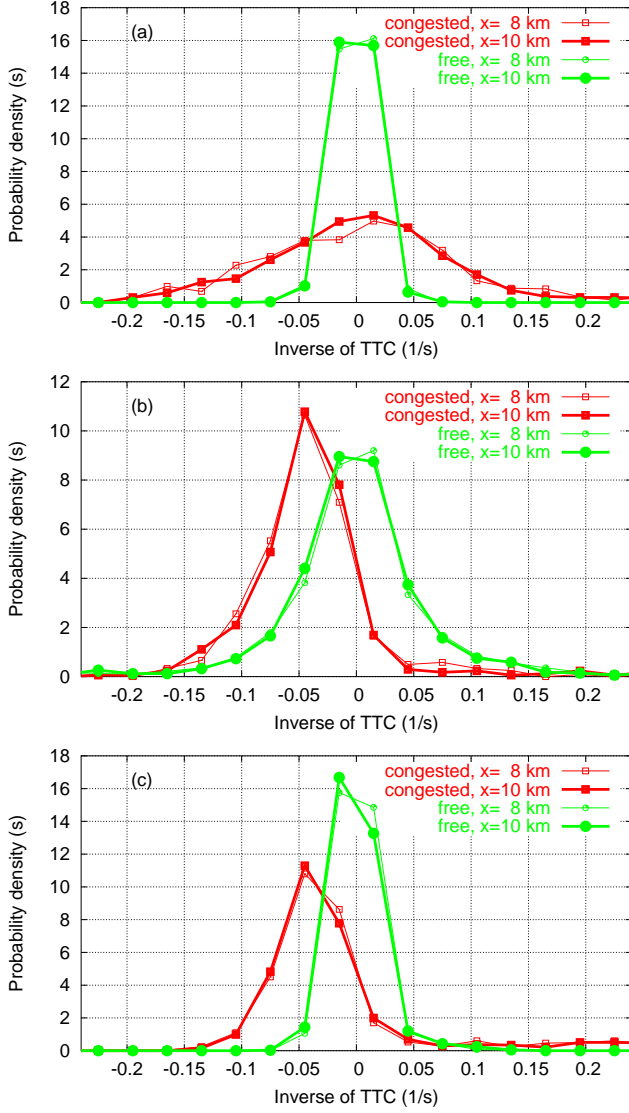 (a)
congested, x= 8 km
congested, x=10 km
free, x= 8 km
free, x=10 km
18
16
14
12
10
8
6
4
2
0
Probability density (s)
-0.2 -0.15 -0.1 -0.05 0 0.05 0.1 0.15 0.2
Inverse of TTC (1/s)
(b)
congested, x= 8 km
congested, x=10 km
free, x= 8 km
free, x=10 km
12
10
8
6
4
2
0
Probability density (s)
-0.2 -0.15 -0.1 -0.05 0 0.05 0.1 0.15 0.2
Inverse of TTC (1/s)
(c)
congested, x= 8 km
congested, x=10 km
free, x= 8 km
free, x=10 km
18
16
14
12
10
8
6
4
2
0
Probability density (s)
-0.2 -0.15 -0.1 -0.05 0 0.05 0.1 0.15 0.2
Inverse of TTC (1/s)